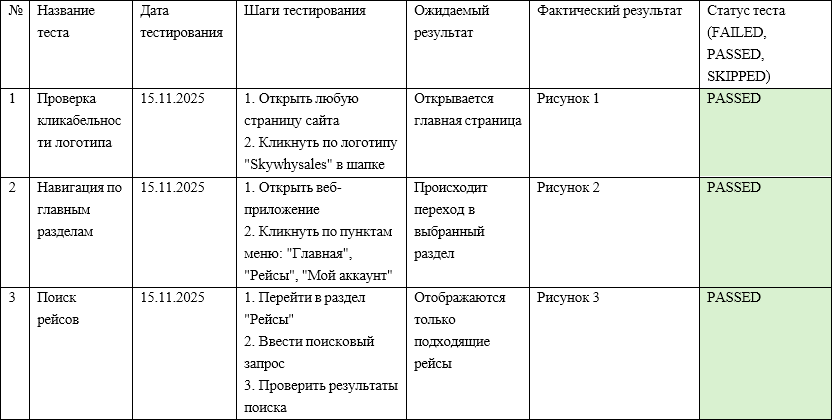 № Название теста Дата тестирования Шаги тестирования Ожидаемый результат Фактический результат Статус теста (FAILED, PASSED, SKIPPED)
1
Проверка
кликабельнос
ти логотипа
15.11.2025
1. Открыть любую
страницу сайта
2. Кликнуть по логотипу
"Skywhysales" в шапке
Открывается
главная страница
Рисунок 1
PASSED
2
Навигация по
главным
разделам
15.11.2025
1. Открыть веб-
приложение
2. Кликнуть по пунктам
меню: "Главная",
"Рейсы", "Мой аккаунт"
Происходит
переход в
выбранный
раздел
Рисунок 2
PASSED
3
Поиск
рейсов
15.11.2025
1. Перейти в раздел
"Рейсы"
2. Ввести поисковый
запрос
3. Проверить результаты
поиска
Отображаются
только
подходящие
рейсы
Рисунок 3
PASSED